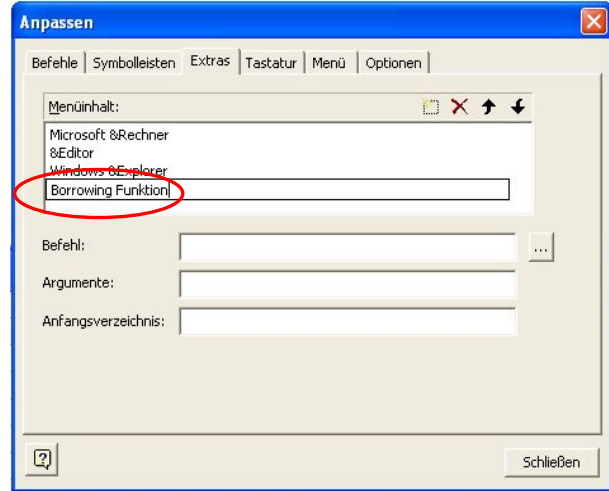 Anpassen
Befehle Symbolleisten Extras Tastatur Menü Optionen
Menüinhalt:
Microsoft &Rechner
&Editor
Windows &Explorer
Borrowing Funktion
Befehl:
...
Argumente:
Anfangsverzeichnis:
Schließen